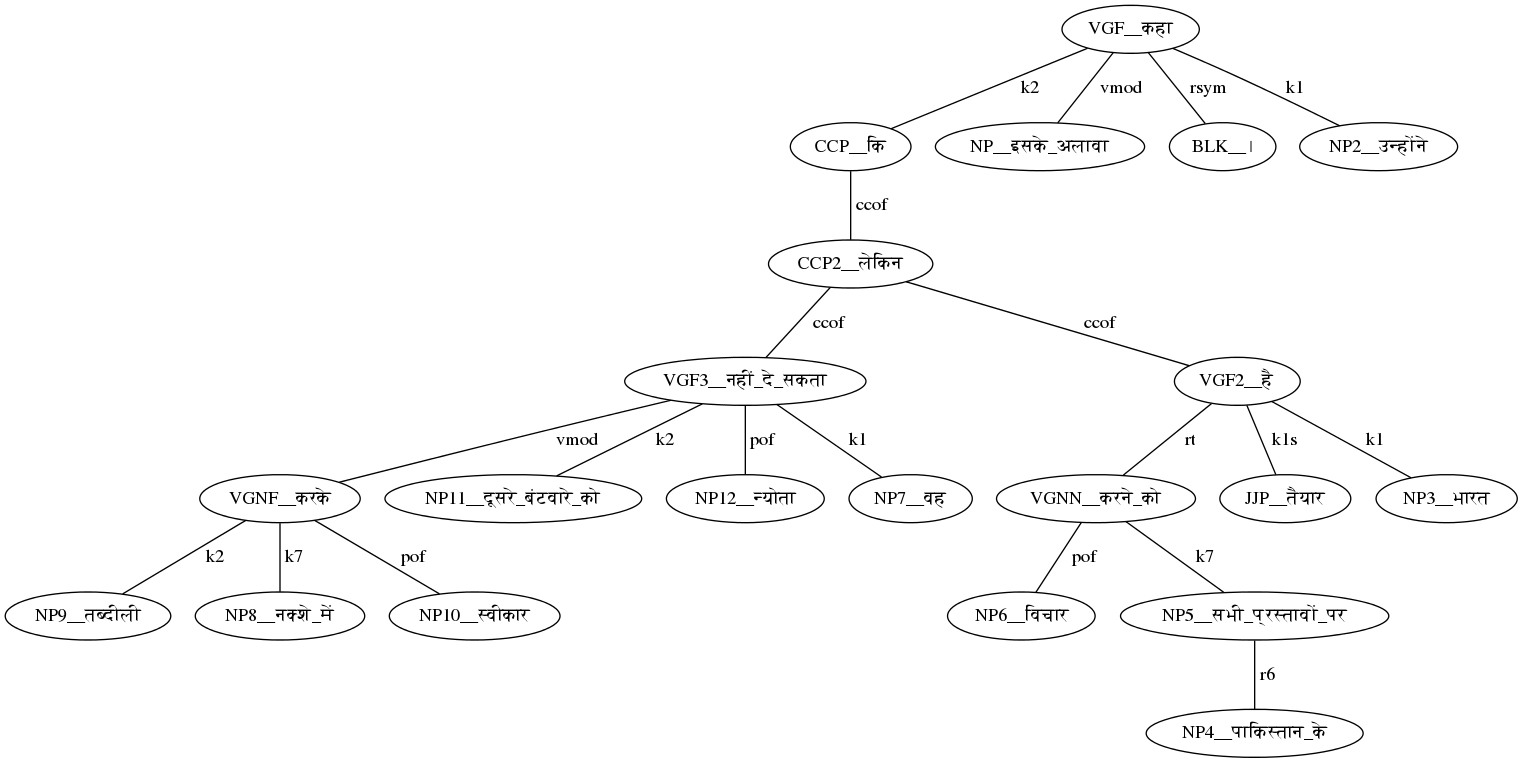 VGF__कहा
k2 vmod rsym k1
CCP__कि NP__इसके_अलावा BLK__। NP2__उन्होंने
ccof
CCP2__लेकिन
ccof ccof
VGF3__नहीं_दे_सकता VGF2__है
vmod k2 pof k1 rt k1s k1
VGNF__करके NP11__दूसरे_बंटवारे_को NP12__न्योता NP7__वह VGNN__करने_को JJP__तैयार NP3__भारत
k2 k7 pof pof k7
NP9__तब्दीली NP8__नक्शे_में NP10__स्वीकार NP6__विचार NP5__सभी_प्रस्तावों_पर
r6
NP4__पाकिस्तान_के